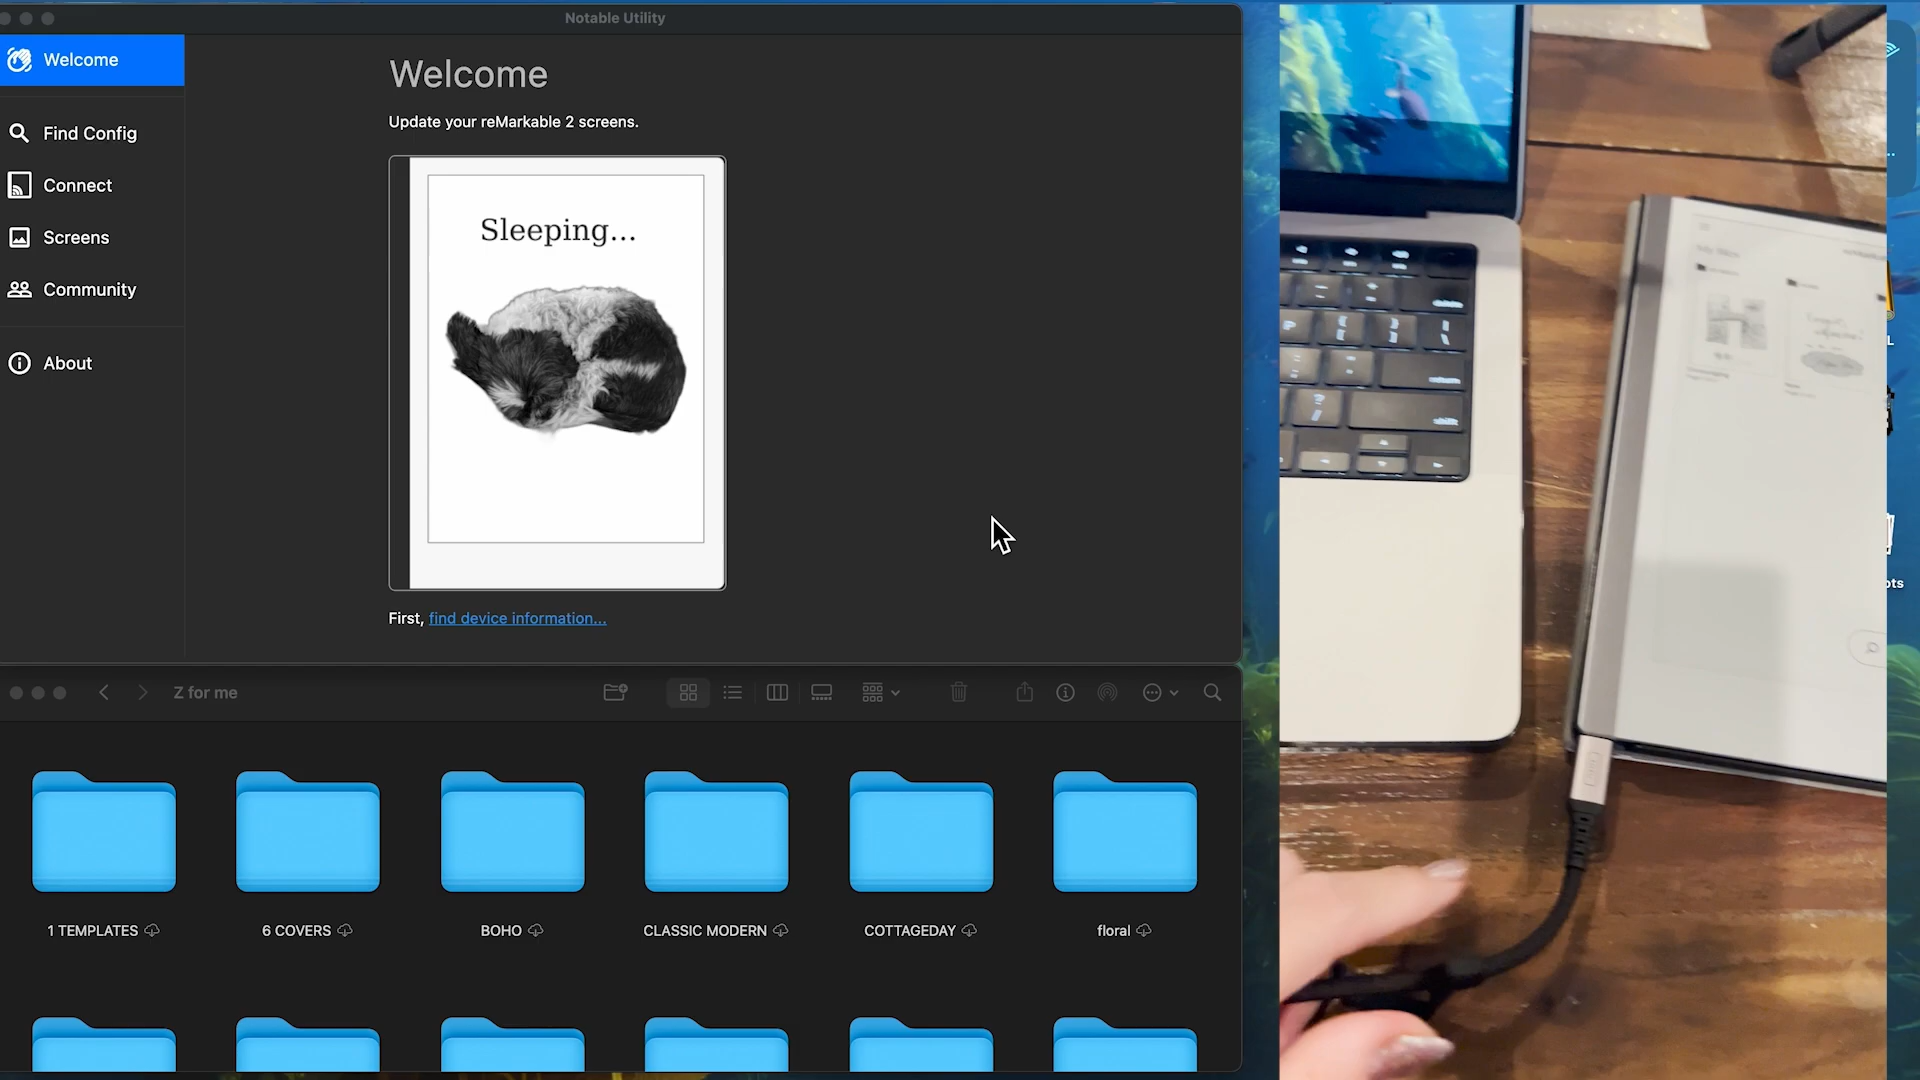 Notable Utility
Welcome
Find Config
Connect
Screens
Community
About
Welcome
Update your reMarkable 2 screens.
Sleeping...
First, find device information...
Z for me
1 TEMPLATES
6 COVERS
BOHO
CLASSIC MODERN
COTTAGEDAY
floral
L
ots